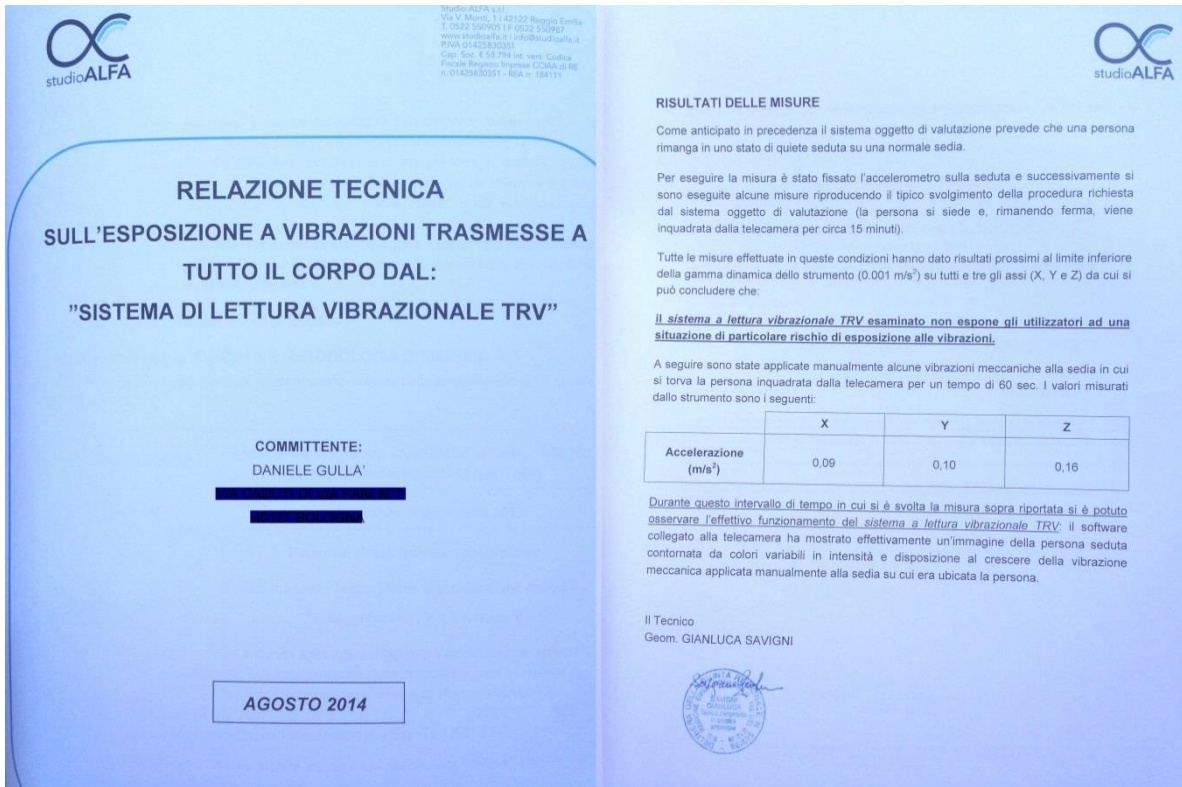 studioALFA
Studio ALFA s.r.l.
Via V. Monti, 1 | 42122 Reggio Emilia
T. 0522 550905 | F 0522 550987
www.studioalfa.it | info@studioalfa.it
P.IVA 01425830351
Cap. Soc. € 58.794 int. vers. Codice
Fiscale Registro Imprese CCIAA di RE
n. 01425830351 - REA n. 184111
RELAZIONE TECNICA
SULL'ESPOSIZIONE A VIBRAZIONI TRASMESSE A
TUTTO IL CORPO DAL:
"SISTEMA DI LETTURA VIBRAZIONALE TRV"
COMMITTENTE:
DANIELE GULLA'
AGOSTO 2014
studioALFA
RISULTATI DELLE MISURE
Come anticipato in precedenza il sistema oggetto di valutazione prevede che una persona
rimanga in uno stato di quiete seduta su una normale sedia.
Per eseguire la misura è stato fissato l'accelerometro sulla seduta e successivamente si
sono eseguite alcune misure riproducendo il tipico svolgimento della procedura richiesta
dal sistema oggetto di valutazione (la persona si siede e, rimanendo ferma, viene
inquadrata dalla telecamera per circa 15 minuti).
Tutte le misure effettuate in queste condizioni hanno dato risultati prossimi al limite inferiore
della gamma dinamica dello strumento (0.001 m/s²) su tutti e tre gli assi (X, Y e Z) da cui si
può concludere che:
il sistema a lettura vibrazionale TRV esaminato non espone gli utilizzatori ad una
situazione di particolare rischio di esposizione alle vibrazioni.
A seguire sono state applicate manualmente alcune vibrazioni meccaniche alla sedia in cui
si torva la persona inquadrata dalla telecamera per un tempo di 60 sec. I valori misurati
dallo strumento sono i seguenti:
X Y Z
Accelerazione
(m/s²) 0,09 0,10 0,16
Durante questo intervallo di tempo in cui si è svolta la misura sopra riportata si è potuto
osservare l'effettivo funzionamento del sistema a lettura vibrazionale TRV: il software
collegato alla telecamera ha mostrato effettivamente un'immagine della persona seduta
contornata da colori variabili in intensità e disposizione al crescere della vibrazione
meccanica applicata manualmente alla sedia su cui era ubicata la persona.
Il Tecnico
Geom. GIANLUCA SAVIGNI
SAVIGNI
GIANLUCA